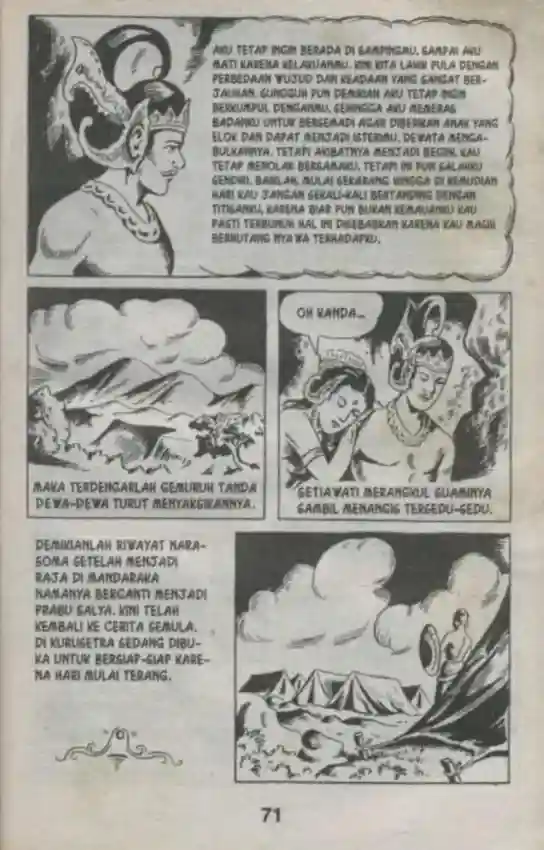 AKU TETAP INGIN BERADA DI SAMPINGMU. SAMPAI AKU
MATI KARENA KELAKUANMU. KINI KITA LAHIR PULA DENGAN
PERBEDAAN WUJUD DAN KEADAAN YANG SANGAT BER-
JAUHAN. SUNGGUH PUN DEMIKIAN AKU TETAP INGIN
BERKUMPUL DENGANMU, SEHINGGA AKU MEMERAS
BADANKU UNTUK BERSEMADI AGAR DIBERIKAN ANAK YANG
ELOK DAN DAPAT MENJADI ISTERIMU. DEWATA MENGA-
BULKANNYA. TETAPI AKIBATNYA MENJADI BEGINI. KAU
TETAP MENOLAK BERSAMAKU. TETAPI INI PUN SALAHKU
SENDIRI. BAIKLAH, MULAI SEKARANG HINGGA DI KEMUDIAN
HARI KAU JANGAN SEKALI-KALI BERTANDING DENGAN
TITISANKU, KARENA BIAR PUN BUKAN KEMAUANKU KAU
PASTI TERBUNUH HAL INI DISEBABKAN KARENA KAU MASIH
BERHUTANG NYAWA TERHADAPKU.
OH KANDA...
MAKA TERDENGARLAH GEMURUH TANDA
DEWA-DEWA TURUT MENYAKSIKANNYA.
SETIAWATI MERANGKUL SUAMINYA
SAMBIL MENANGIS TERSEDU-SEDU.
DEMIKIANLAH RIWAYAT NARA-
SOMA SETELAH MENJADI
RAJA DI MANDARAKA
NAMANYA BERGANTI MENJADI
PRABU SALYA. KINI TELAH
KEMBALI KE CERITA SEMULA.
DI KURUSETRA SEDANG DIBU-
KA UNTUK BERSIAP-SIAP KARE-
NA HARI MULAI TERANG.
71